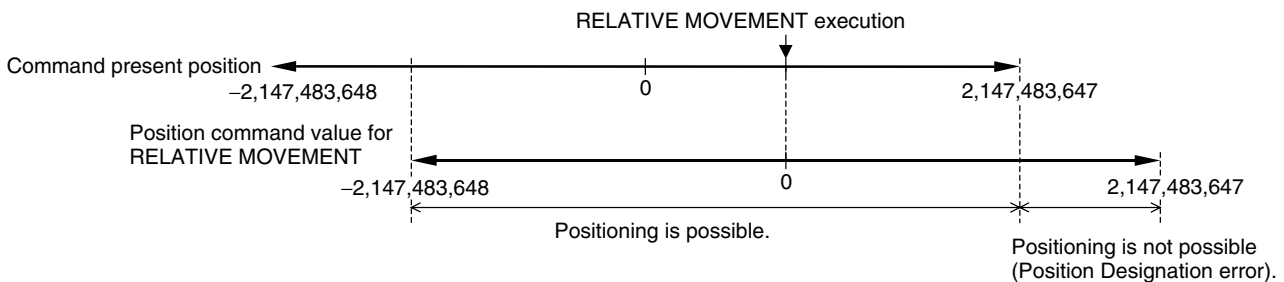 RELATIVE MOVEMENT execution
Command present position
−2,147,483,648
0
2,147,483,647
Position command value for
RELATIVE MOVEMENT
−2,147,483,648
0
2,147,483,647
Positioning is possible.
Positioning is not possible
(Position Designation error).